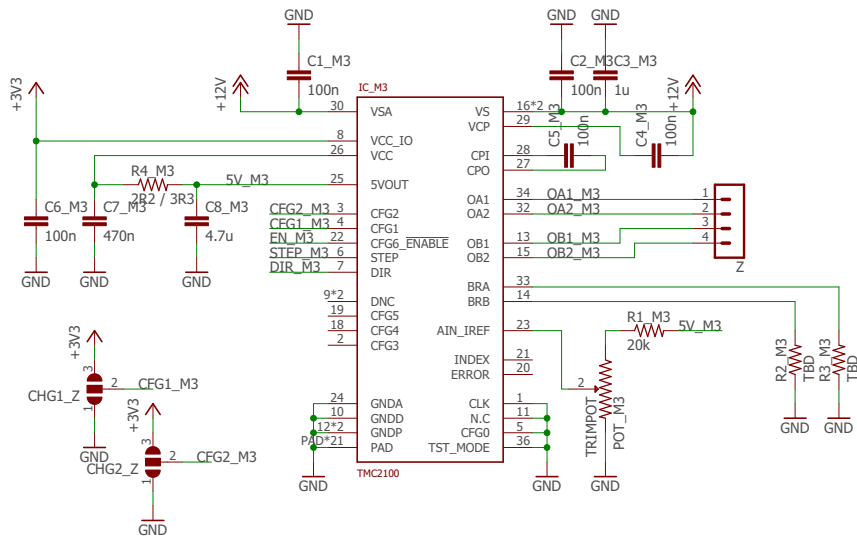 GND
C1_M3
100n
+12V
+3V3
IC_M3
30 VSA
8 VCC_IO
26 VCC
25 5VOUT
3 CFG2
4 CFG1
22 CFG6_ENABLE
6 STEP
7 DIR
9*2 DNC
19 CFG5
18 CFG4
2 CFG3
24 GNDA
10 GNDD
12*2 GNDP
PAD*21 PAD
VS 16*2
VCP 29
CPI 28
CPO 27
OA1 34
OA2 32
OB1 13
OB2 15
BRA 33
BRB 14
AIN_IREF 23
INDEX 21
ERROR 20
CLK 1
N.C 11
CFG0 5
TST_MODE 36
TMC2100
R4_M3
2R2 / 3R3
5V_M3
C6_M3
100n
C7_M3
470n
C8_M3
4.7u
GND
GND
GND
CFG2_M3
CFG1_M3
EN_M3
STEP_M3
DIR_M3
GND
GND
C2_M3
100n
C3_M3
1u
+12V
C5_M3
100n
C4_M3
100n
OA1_M3
OA2_M3
OB1_M3
OB2_M3
1
2
3
4
Z
R1_M3
20k
5V_M3
2
TRIMPOT
POT_M3
R2_M3
TBD
R3_M3
TBD
GND
GND
GND
GND
GND
+3V3
3
2
1
CFG1_M3
CHG1_Z
GND
+3V3
3
2
1
CFG2_M3
CHG2_Z
GND